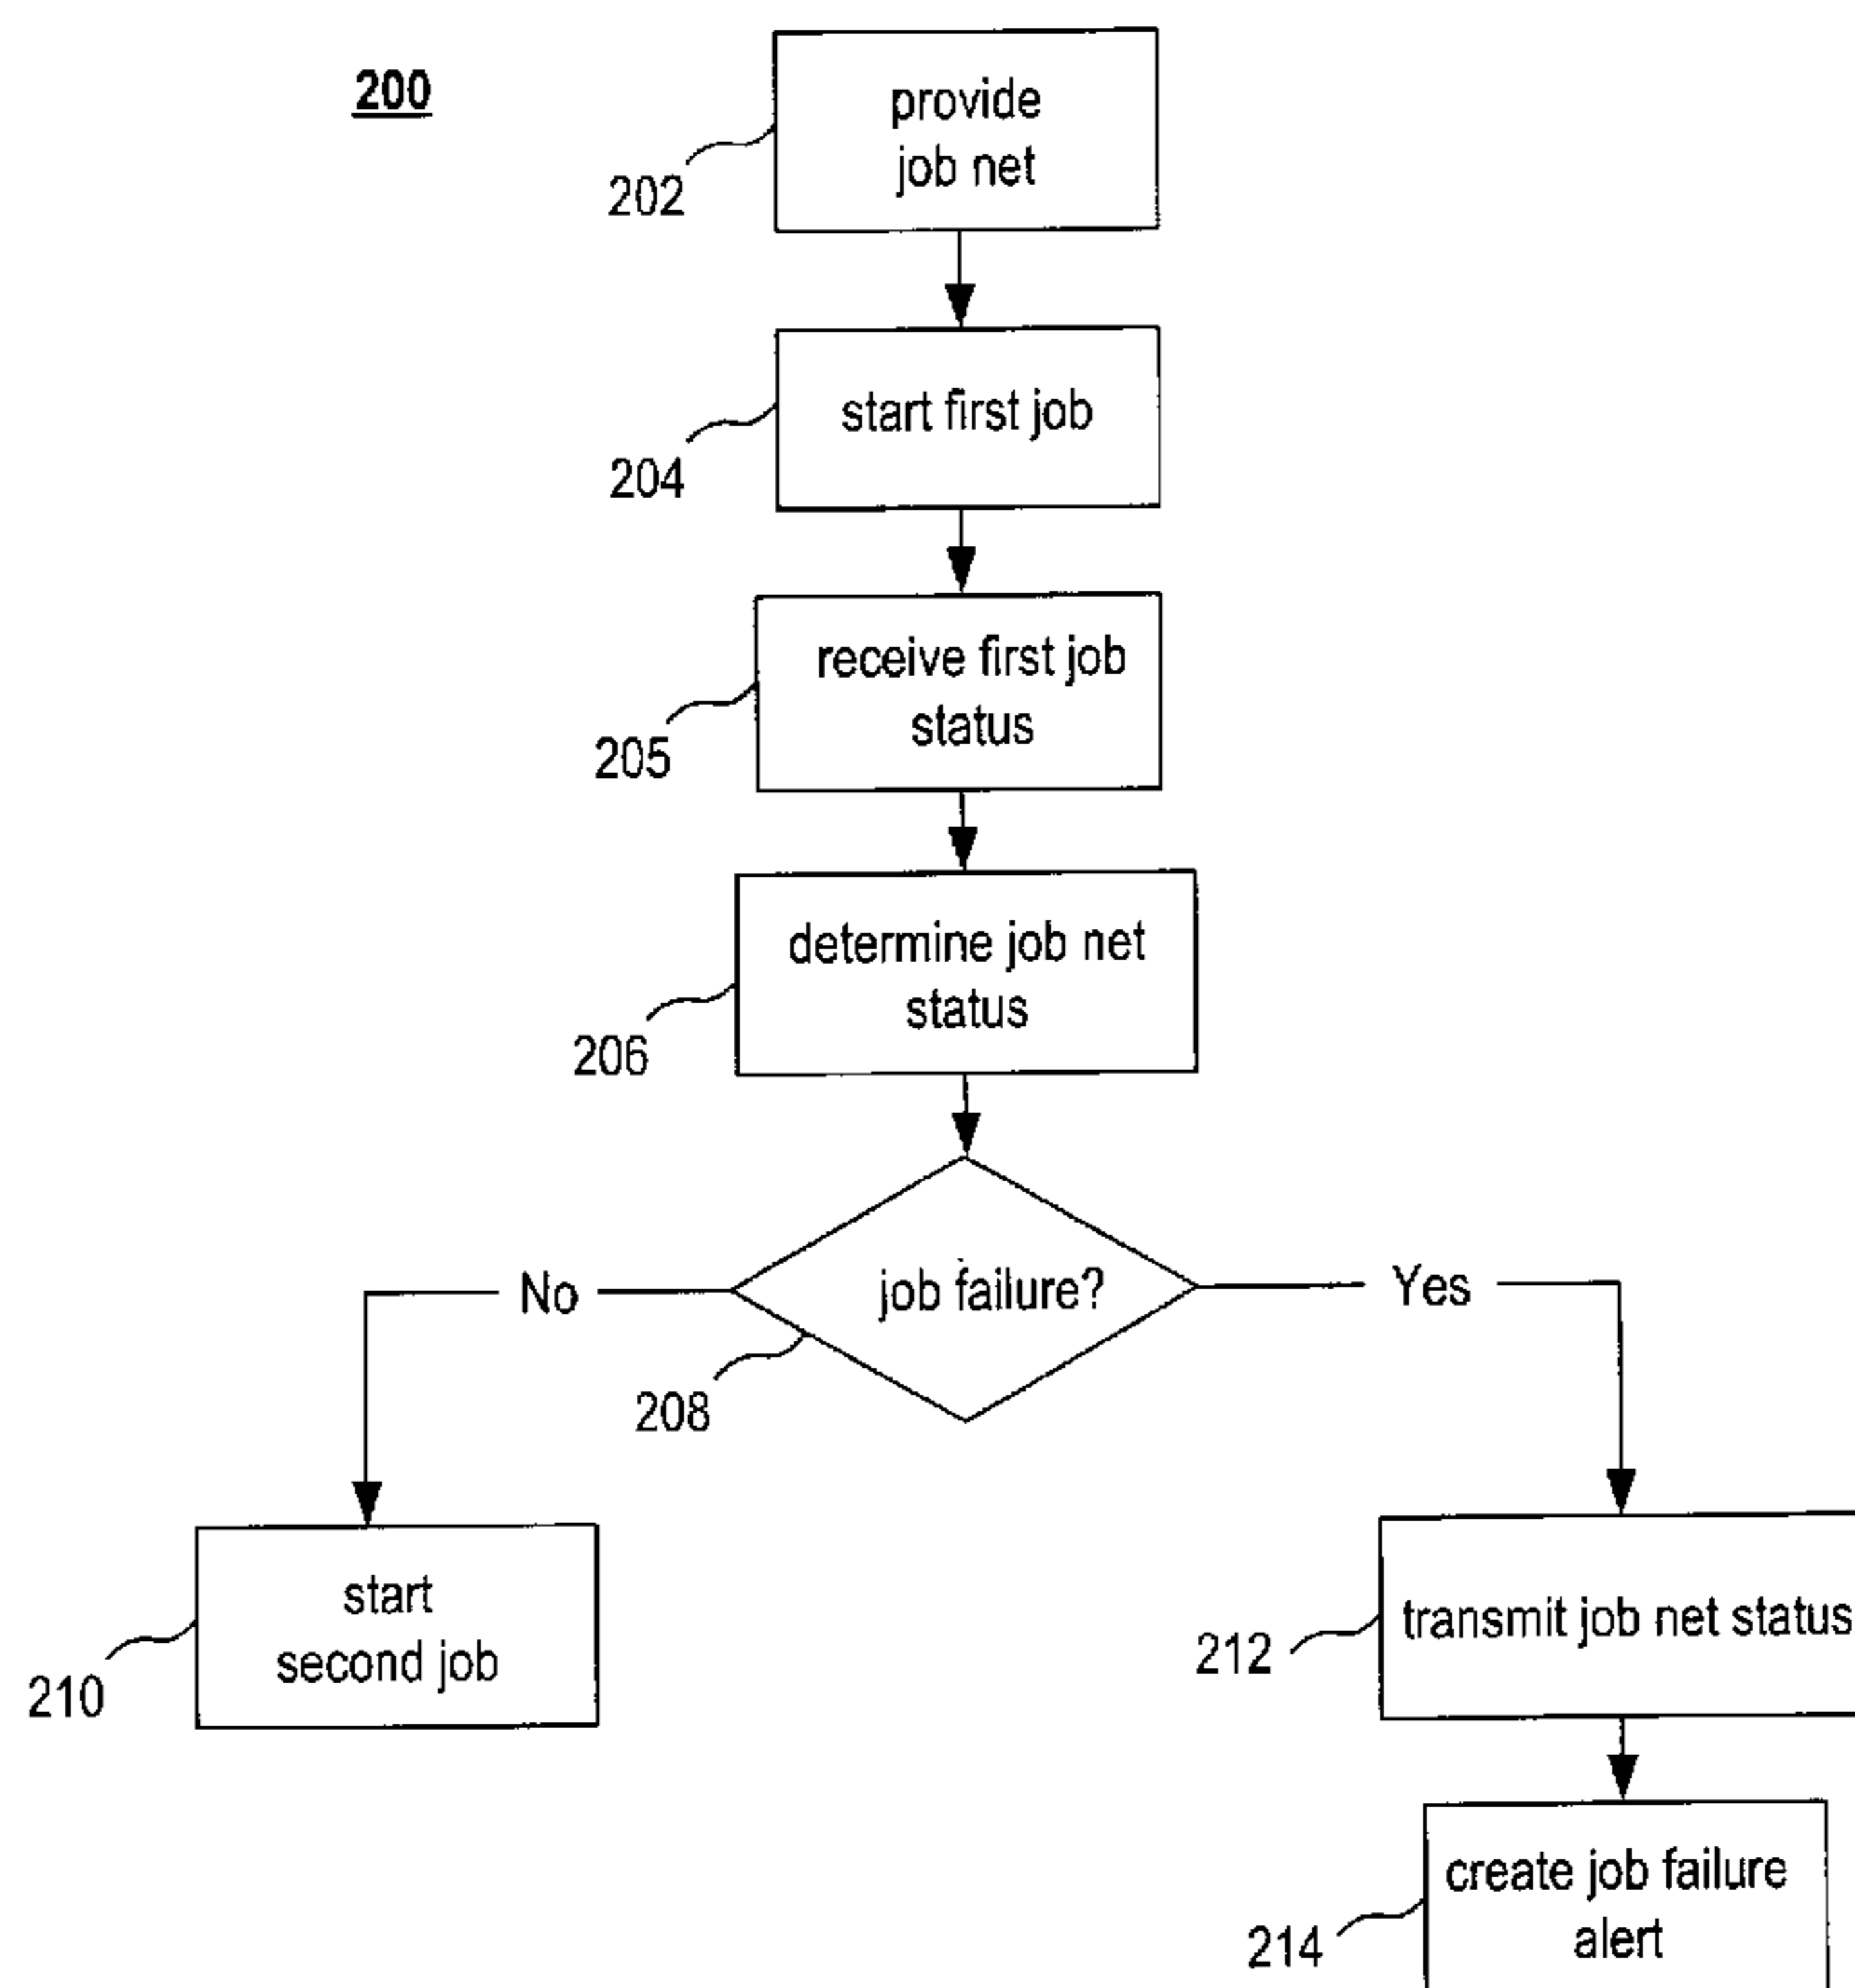 200
provide
job net
202
start first job
204
receive first job
status
205
determine job net
status
206
job failure?
No
Yes
208
start
second job
210
transmit job net status
212
create job failure
alert
214